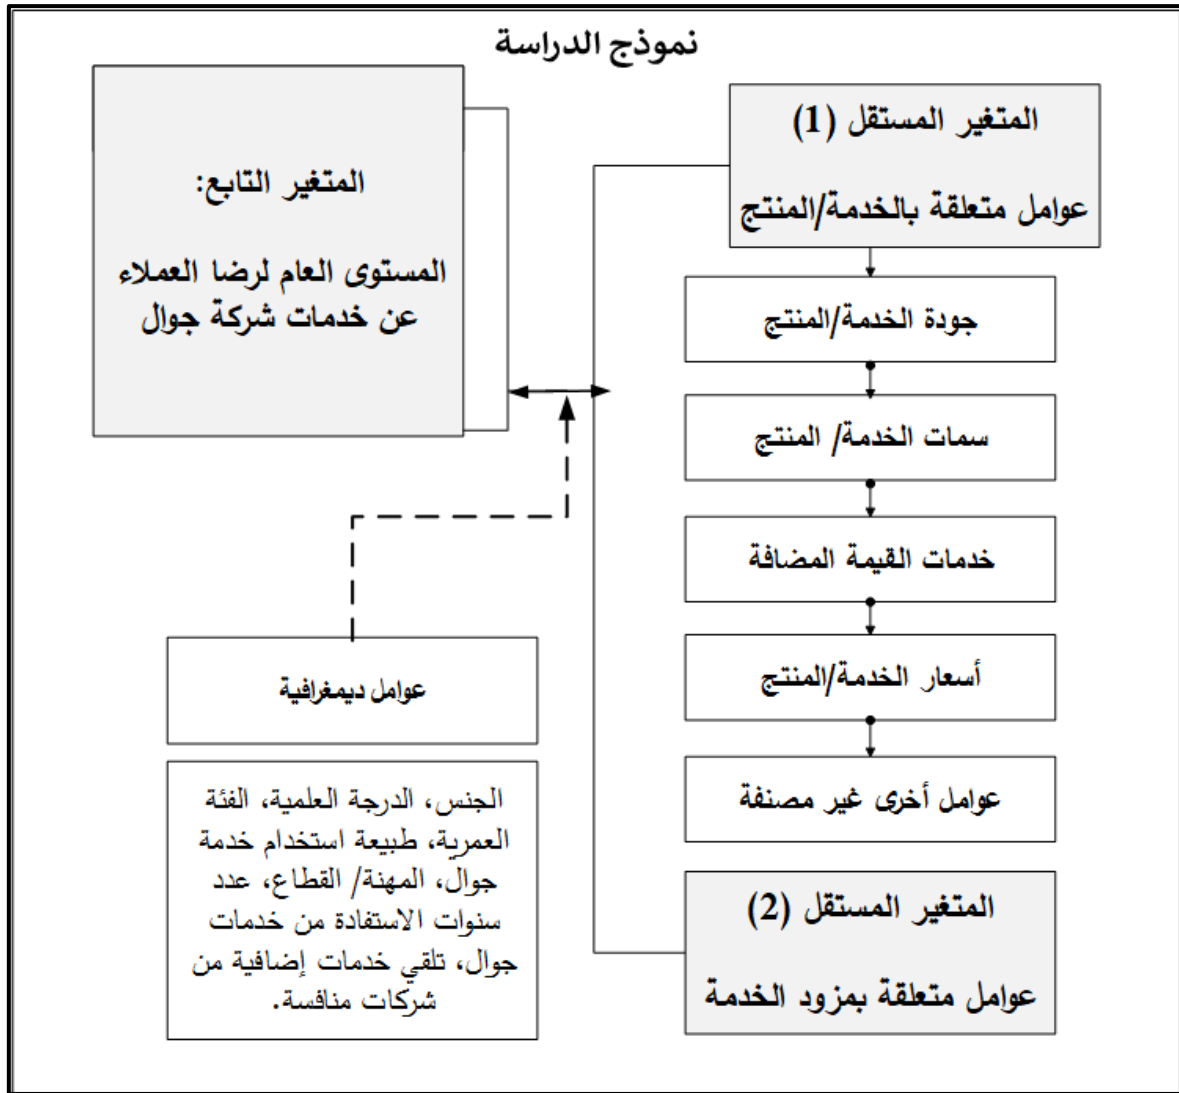 نموذج الدراسة
المتغير المستقل (1)
عوامل متعلقة بالخدمة/المنتج
جودة الخدمة/المنتج
سمات الخدمة/ المنتج
خدمات القيمة المضافة
أسعار الخدمة/المنتج
عوامل أخرى غير مصنفة
المتغير المستقل (2)
عوامل متعلقة بمزود الخدمة
المتغير التابع:
المستوى العام لرضا العملاء
عن خدمات شركة جوال
عوامل ديمغرافية
الجنس، الدرجة العلمية، الفئة
العمرية، طبيعة استخدام خدمة
جوال، المهنة/ القطاع، عدد
سنوات الاستفادة من خدمات
جوال، تلقي خدمات إضافية من
شركات منافسة.